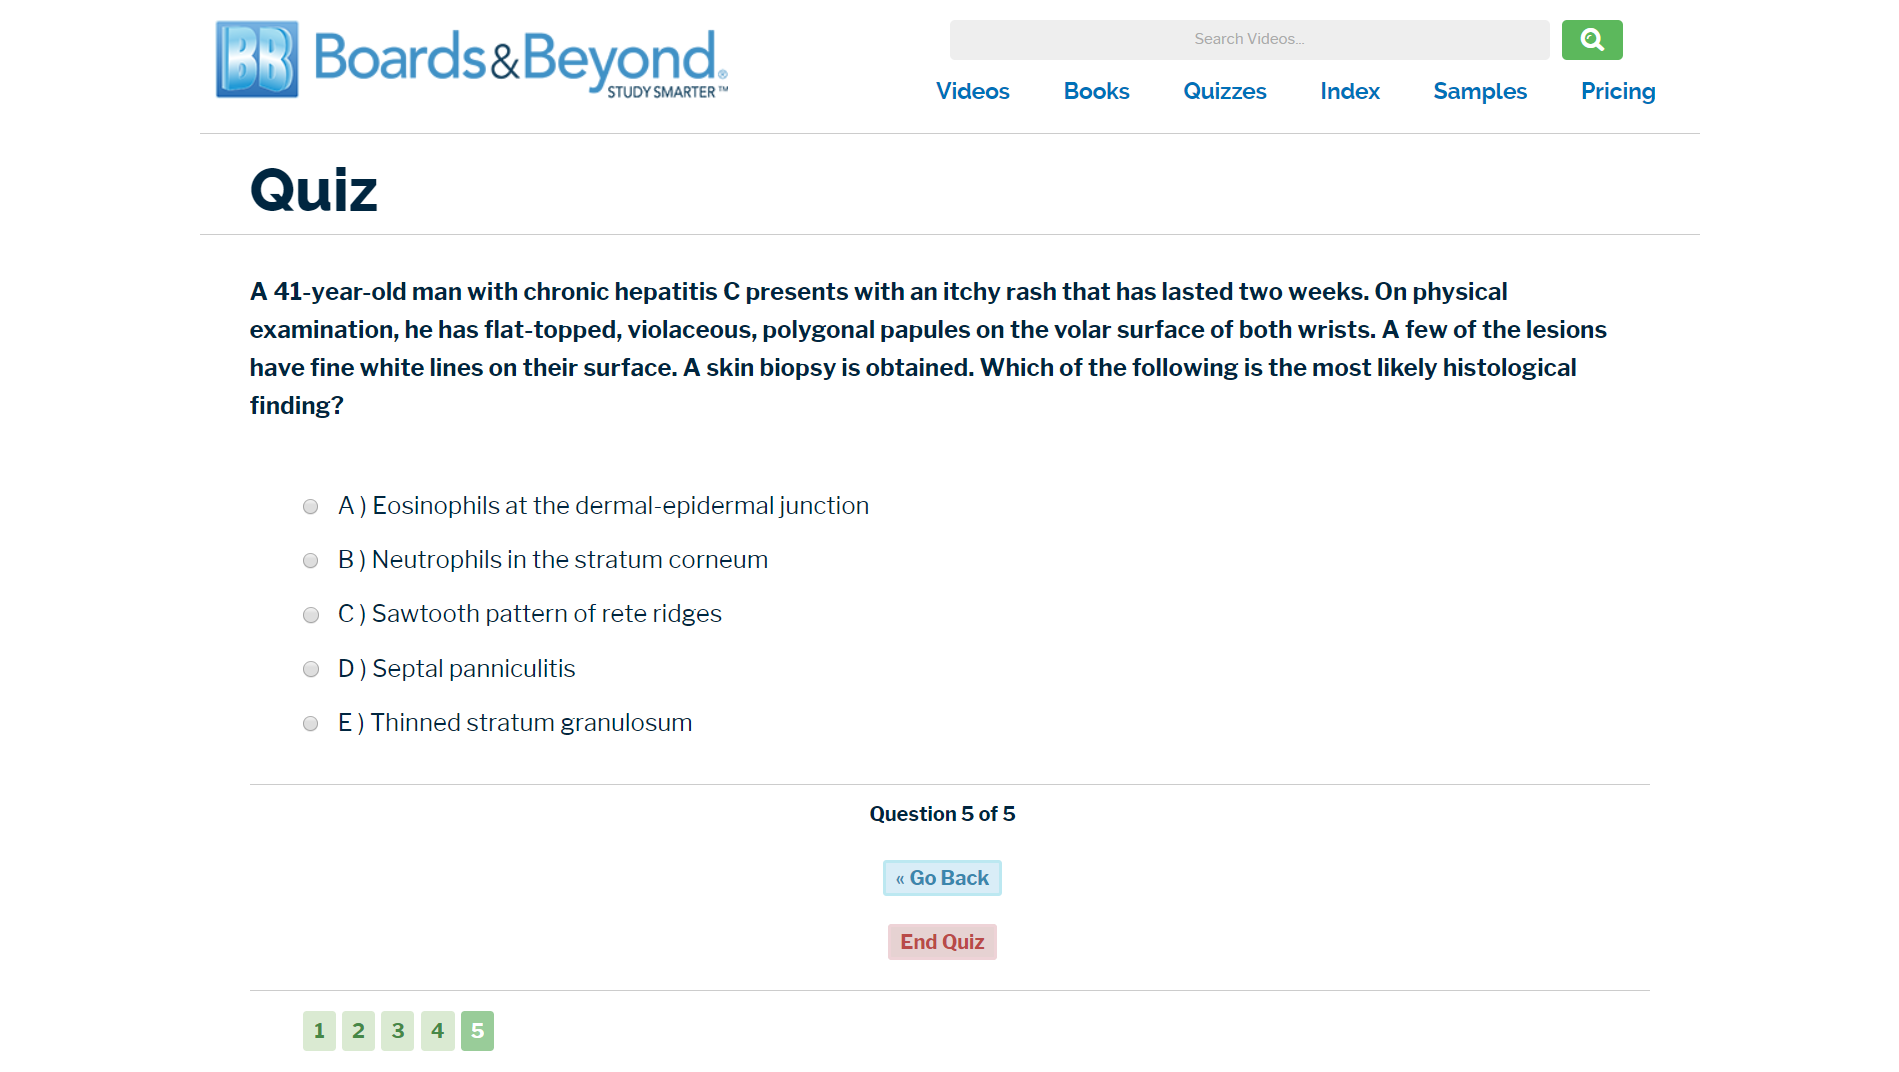 BB Boards&Beyond®
STUDY SMARTER™
Search Videos...
Videos Books Quizzes Index Samples Pricing
Quiz
A 41-year-old man with chronic hepatitis C presents with an itchy rash that has lasted two weeks. On physical
examination, he has flat-topped, violaceous, polygonal papules on the volar surface of both wrists. A few of the lesions
have fine white lines on their surface. A skin biopsy is obtained. Which of the following is the most likely histological
finding?
A ) Eosinophils at the dermal-epidermal junction
B ) Neutrophils in the stratum corneum
C ) Sawtooth pattern of rete ridges
D ) Septal panniculitis
E ) Thinned stratum granulosum
Question 5 of 5
« Go Back
End Quiz
1 2 3 4 5